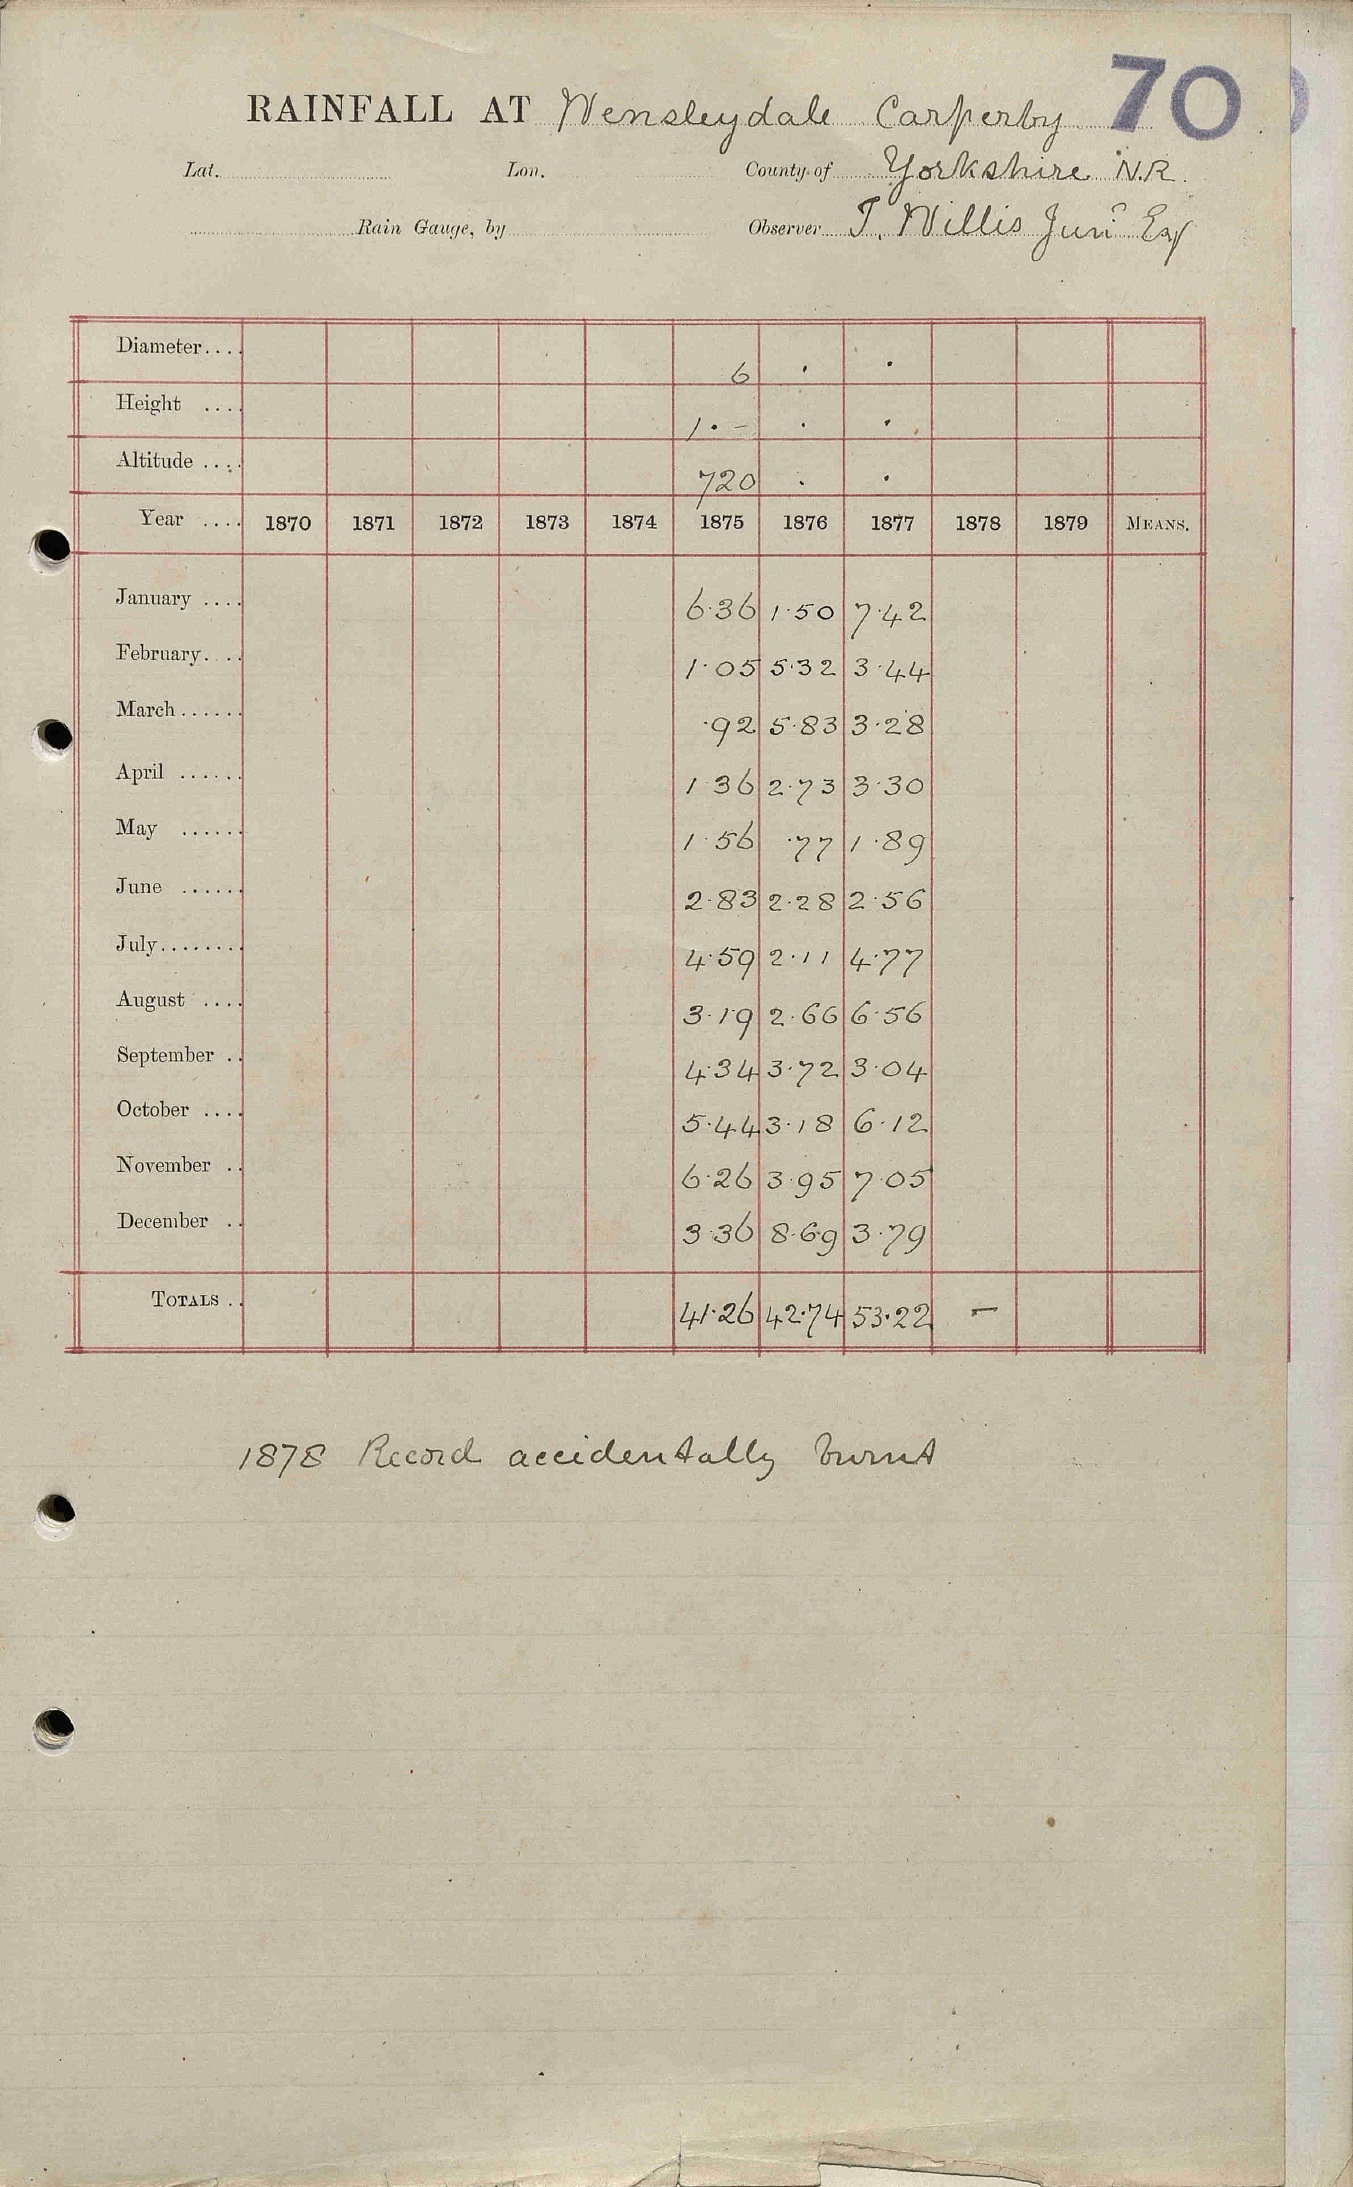 70
RAINFALL AT Wensleydale Carperby
Lat. Lon. County of Yorkshire N.R.
Rain Gauge, by Observer T. Willis Junr Esq
Diameter.... 6 . .
Height .... 1.- . .
Altitude .... 720 . .
Year .... 1870 1871 1872 1873 1874 1875 1876 1877 1878 1879 MEANS.
January .... 6.36 1.50 7.42
February.... 1.05 5.32 3.44
March...... .92 5.83 3.28
April ...... 1.36 2.73 3.30
May ...... 1.56 .77 1.89
June ...... 2.83 2.28 2.56
July........ 4.59 2.11 4.77
August .... 3.19 2.66 6.56
September .. 4.34 3.72 3.04
October .... 5.44 3.18 6.12
November .. 6.26 3.95 7.05
December .. 3.36 8.69 3.79
TOTALS .. 41.26 42.74 53.22 –
1878 Record accidentally burnt